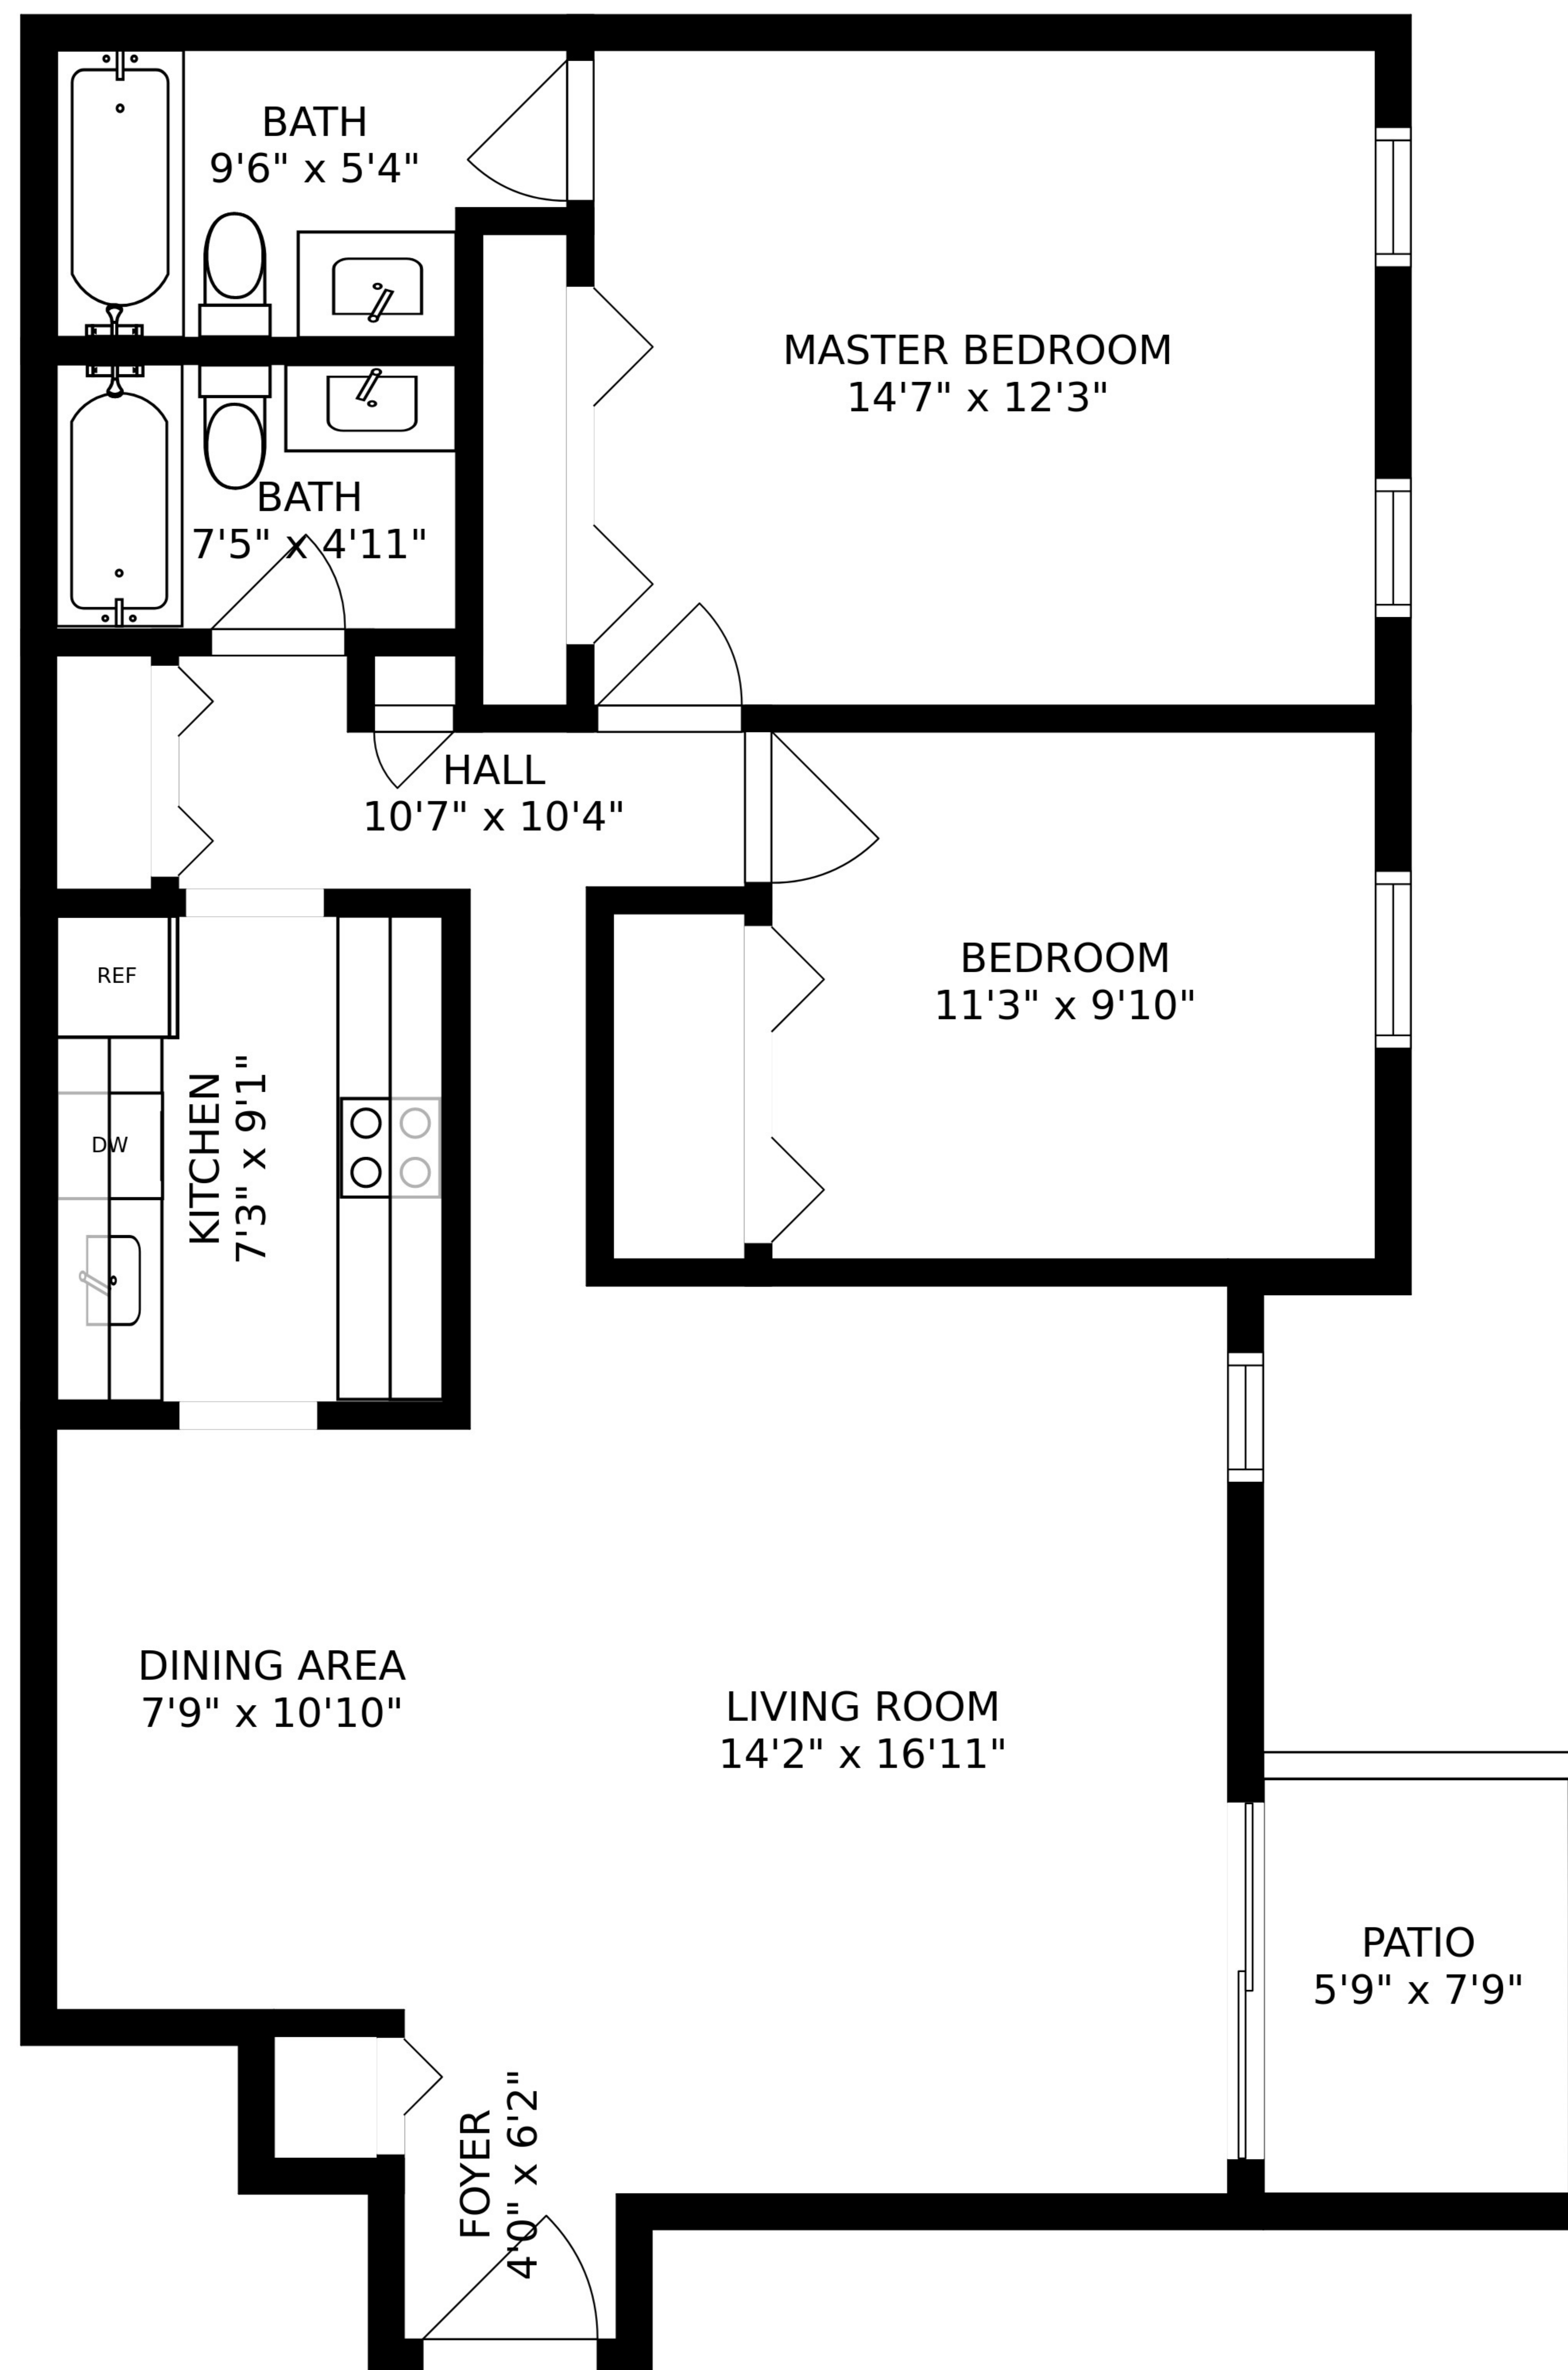 BATH
9'6" x 5'4"
MASTER BEDROOM
14'7" x 12'3"
BATH
7'5" x 4'11"
HALL
10'7" x 10'4"
BEDROOM
11'3" x 9'10"
REF
DW
KITCHEN
7'3" x 9'1"
DINING AREA
7'9" x 10'10"
LIVING ROOM
14'2" x 16'11"
PATIO
5'9" x 7'9"
FOYER
4'0" x 6'2"